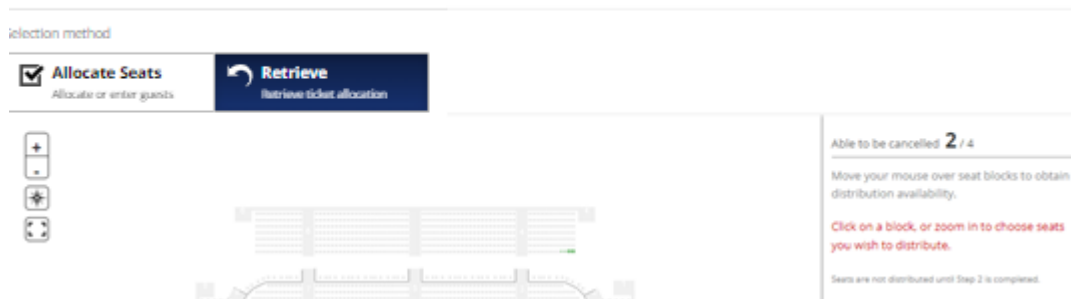 Selection method
Allocate Seats
Allocate or enter guests
Retrieve
Retrieve ticket allocation
+
-
Able to be cancelled 2 / 4
Move your mouse over seat blocks to obtain
distribution availability.
Click on a block, or zoom in to choose seats
you wish to distribute.
Seats are not distributed until Step 2 is completed.